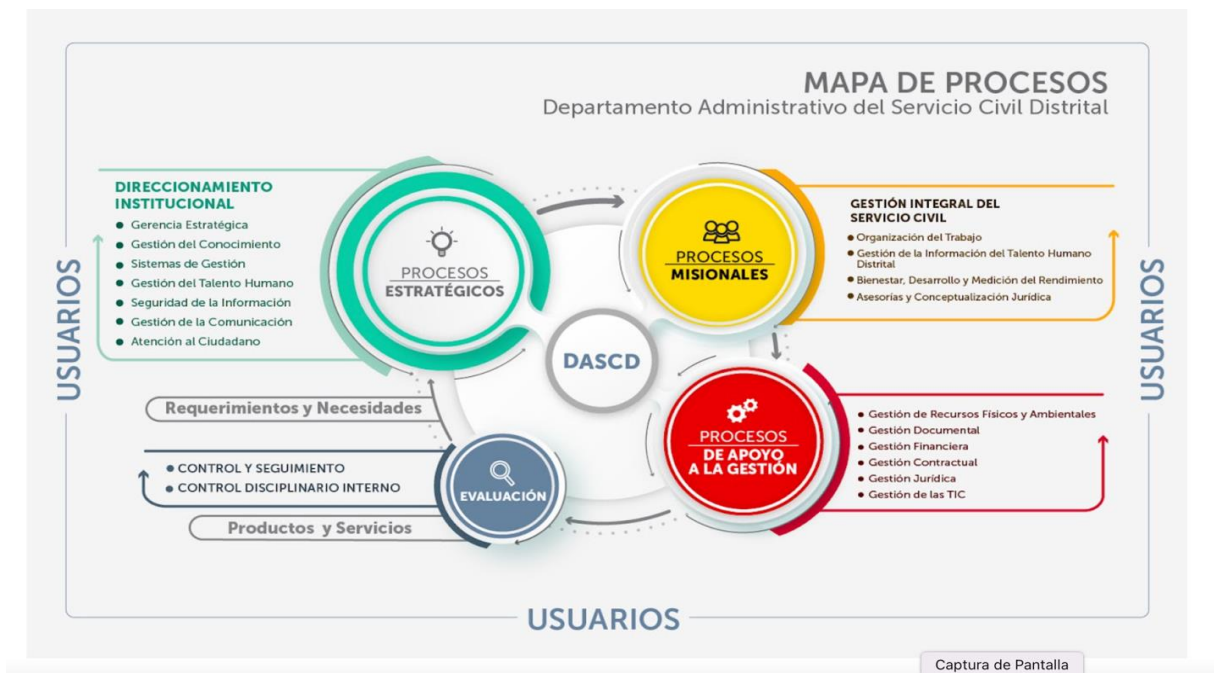 MAPA DE PROCESOS
Departamento Administrativo del Servicio Civil Distrital
DIRECCIONAMIENTO
INSTITUCIONAL
Gerencia Estratégica
Gestión del Conocimiento
Sistemas de Gestión
Gestión del Talento Humano
Seguridad de la Información
Gestión de la Comunicación
Atención al Ciudadano
PROCESOS
ESTRATÉGICOS
PROCESOS
MISIONALES
GESTIÓN INTEGRAL DEL
SERVICIO CIVIL
Organización del Trabajo
Gestión de la Información del Talento Humano
Distrital
Bienestar, Desarrollo y Medición del Rendimiento
Asesorías y Conceptualización Jurídica
USUARIOS
USUARIOS
DASCD
Requerimientos y Necesidades
CONTROL Y SEGUIMIENTO
CONTROL DISCIPLINARIO INTERNO
Productos y Servicios
EVALUACIÓN
PROCESOS
DE APOYO
A LA GESTIÓN
Gestión de Recursos Físicos y Ambientales
Gestión Documental
Gestión Financiera
Gestión Contractual
Gestión Jurídica
Gestión de las TIC
USUARIOS
Captura de Pantalla